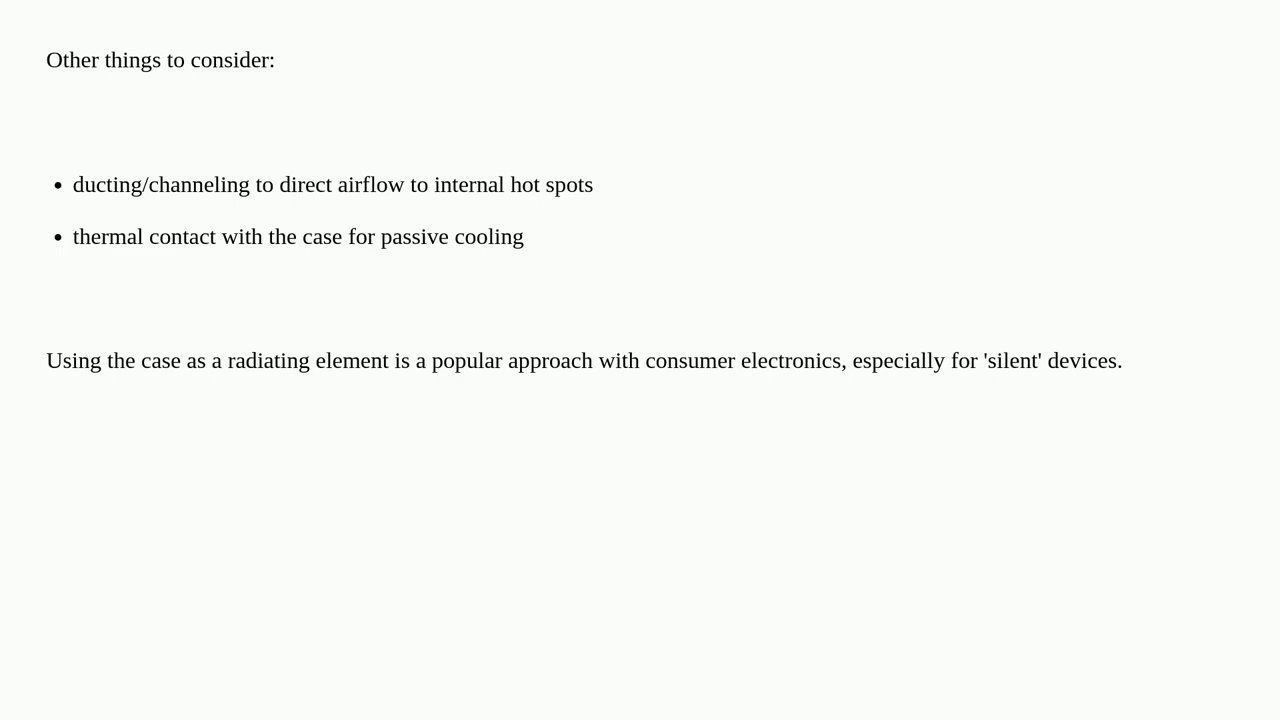 Other things to consider:
• ducting/channeling to direct airflow to internal hot spots
• thermal contact with the case for passive cooling
Using the case as a radiating element is a popular approach with consumer electronics, especially for 'silent' devices.